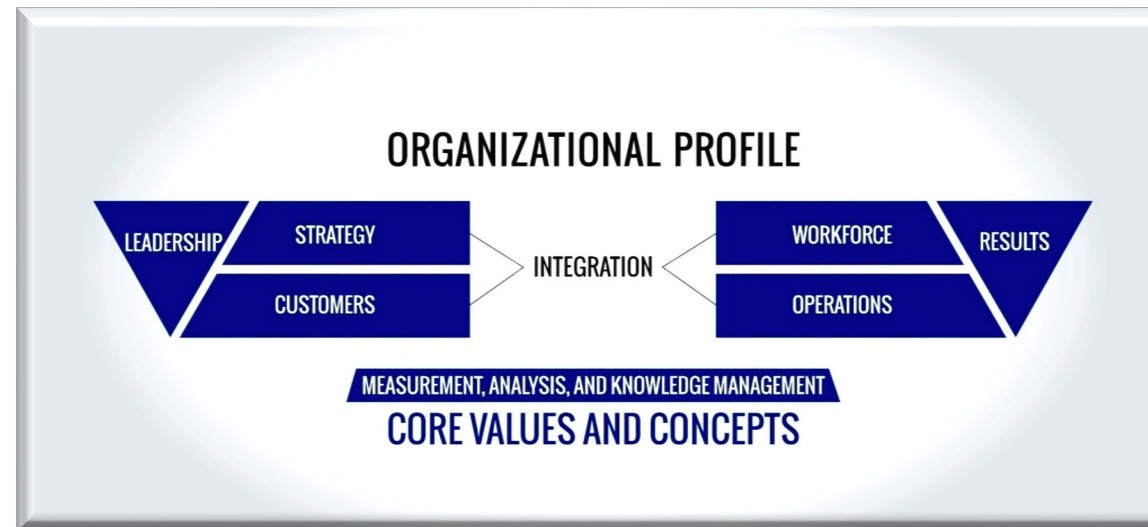 ORGANIZATIONAL PROFILE
LEADERSHIP
STRATEGY
CUSTOMERS
INTEGRATION
WORKFORCE
OPERATIONS
RESULTS
MEASUREMENT, ANALYSIS, AND KNOWLEDGE MANAGEMENT
CORE VALUES AND CONCEPTS